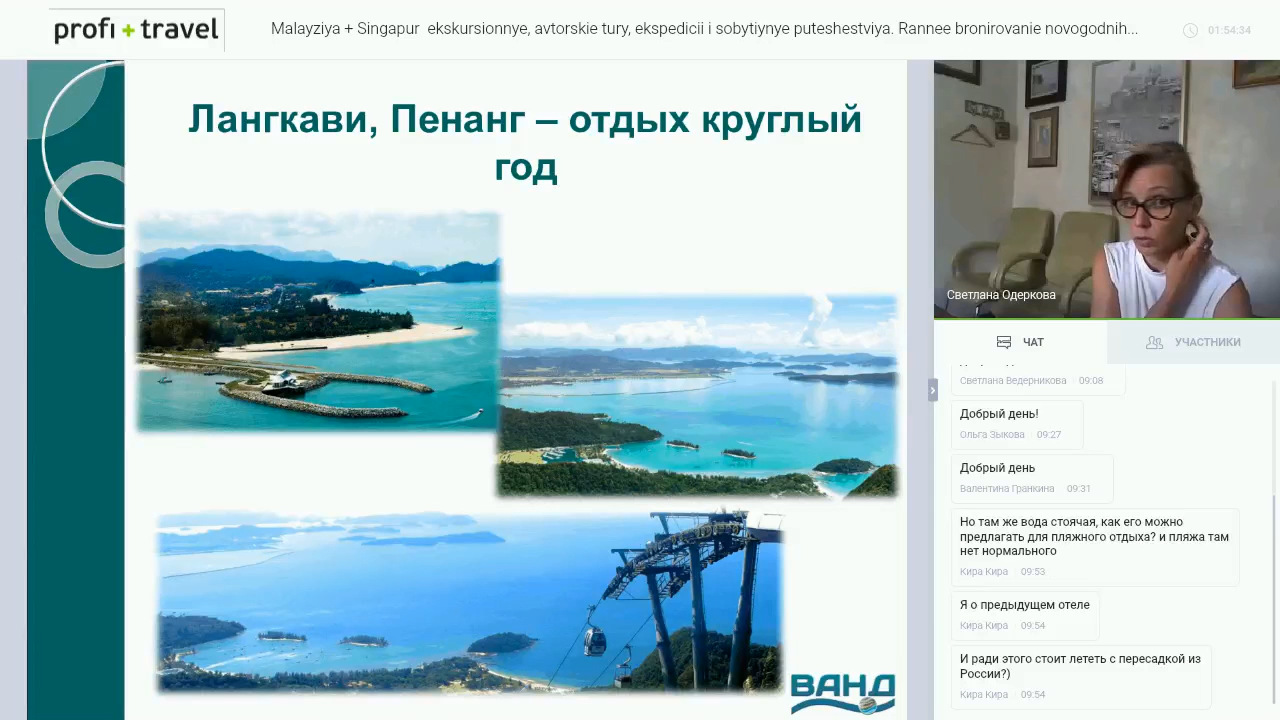 profi + travel
Malayziya + Singapur ekskursionnye, avtorskie tury, ekspedicii i sobytiynye puteshestviya. Rannee bronirovanie novogodnih...
01:54:34
Лангкави, Пенанг – отдых круглый
год
ВАНД
Светлана Одеркова
ЧАТ
УЧАСТНИКИ
Светлана Ведерникова 09:08
Добрый день!
Ольга Зыкова 09:27
Добрый день
Валентина Гранкина 09:31
Но там же вода стоячая, как его можно
предлагать для пляжного отдыха? и пляжа там
нет нормального
Кира Кира 09:53
Я о предыдущем отеле
Кира Кира 09:54
И ради этого стоит лететь с пересадкой из
России?)
Кира Кира 09:54